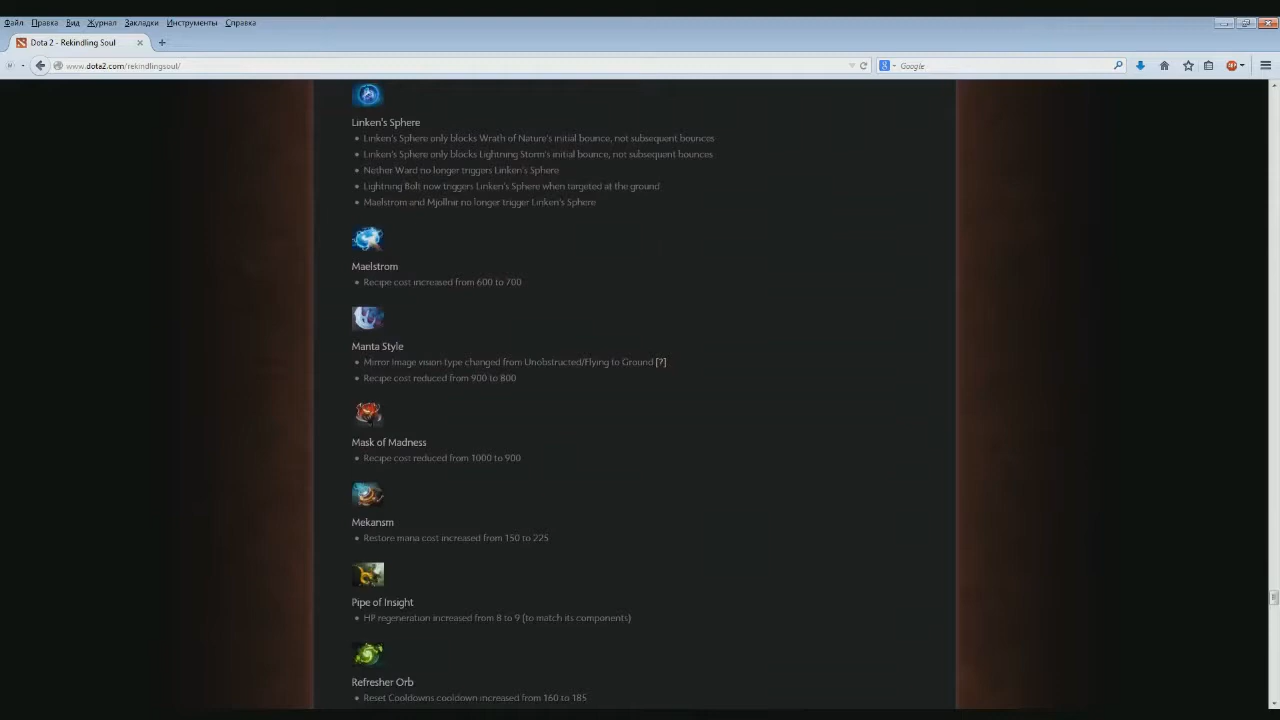 Файл Правка Вид Журнал Закладки Инструменты Справка
Dota 2 - Rekindling Soul
www.dota2.com/rekindlingsoul/
Google
Linken's Sphere
Linken's Sphere only blocks Wrath of Nature's initial bounce, not subsequent bounces
Linken's Sphere only blocks Lightning Storm's initial bounce, not subsequent bounces
Nether Ward no longer triggers Linken's Sphere
Lightning Bolt now triggers Linken's Sphere when targeted at the ground
Maelstrom and Mjollnir no longer trigger Linken's Sphere
Maelstrom
Recipe cost increased from 600 to 700
Manta Style
Mirror Image vision type changed from Unobstructed/Flying to Ground [?]
Recipe cost reduced from 900 to 800
Mask of Madness
Recipe cost reduced from 1000 to 900
Mekansm
Restore mana cost increased from 150 to 225
Pipe of Insight
HP regeneration increased from 8 to 9 (to match its components)
Refresher Orb
Reset Cooldowns cooldown increased from 160 to 185